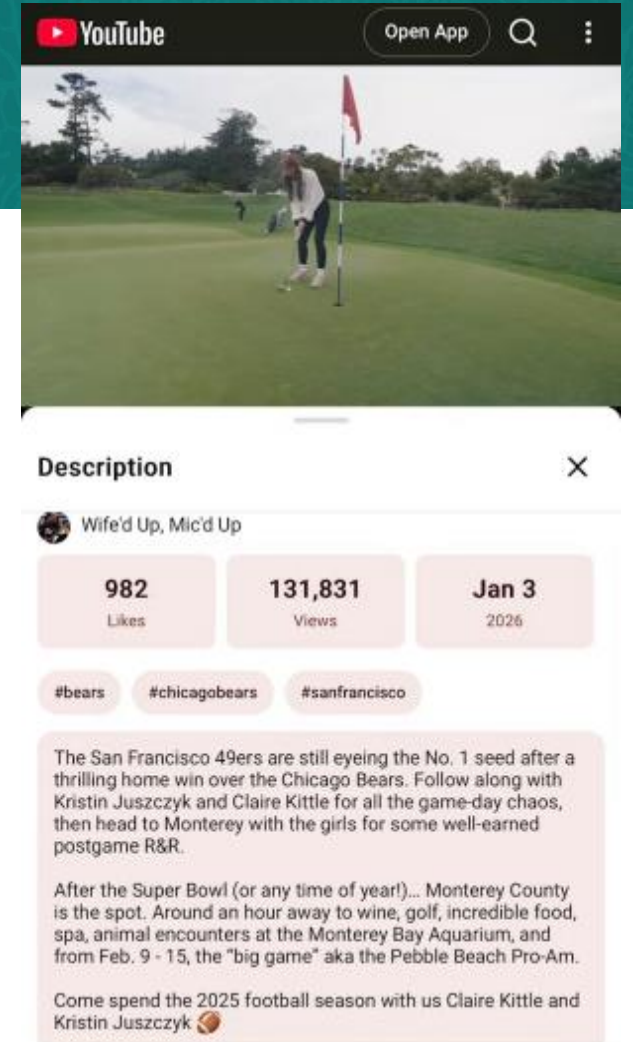 YouTube
Open App
Description
Wife'd Up, Mic'd Up
982
131,831
Jan 3
Likes
Views
2026
#bears
#chicagobears
#sanfrancisco
The San Francisco 49ers are still eyeing the No. 1 seed after a
thrilling home win over the Chicago Bears. Follow along with
Kristin Juszczyk and Claire Kittle for all the game-day chaos,
then head to Monterey with the girls for some well-earned
postgame R&R.
After the Super Bowl (or any time of year!)... Monterey County
is the spot. Around an hour away to wine, golf, incredible food,
spa, animal encounters at the Monterey Bay Aquarium, and
from Feb. 9 - 15, the "big game" aka the Pebble Beach Pro-Am.
Come spend the 2025 football season with us Claire Kittle and
Kristin Juszczyk 🏈